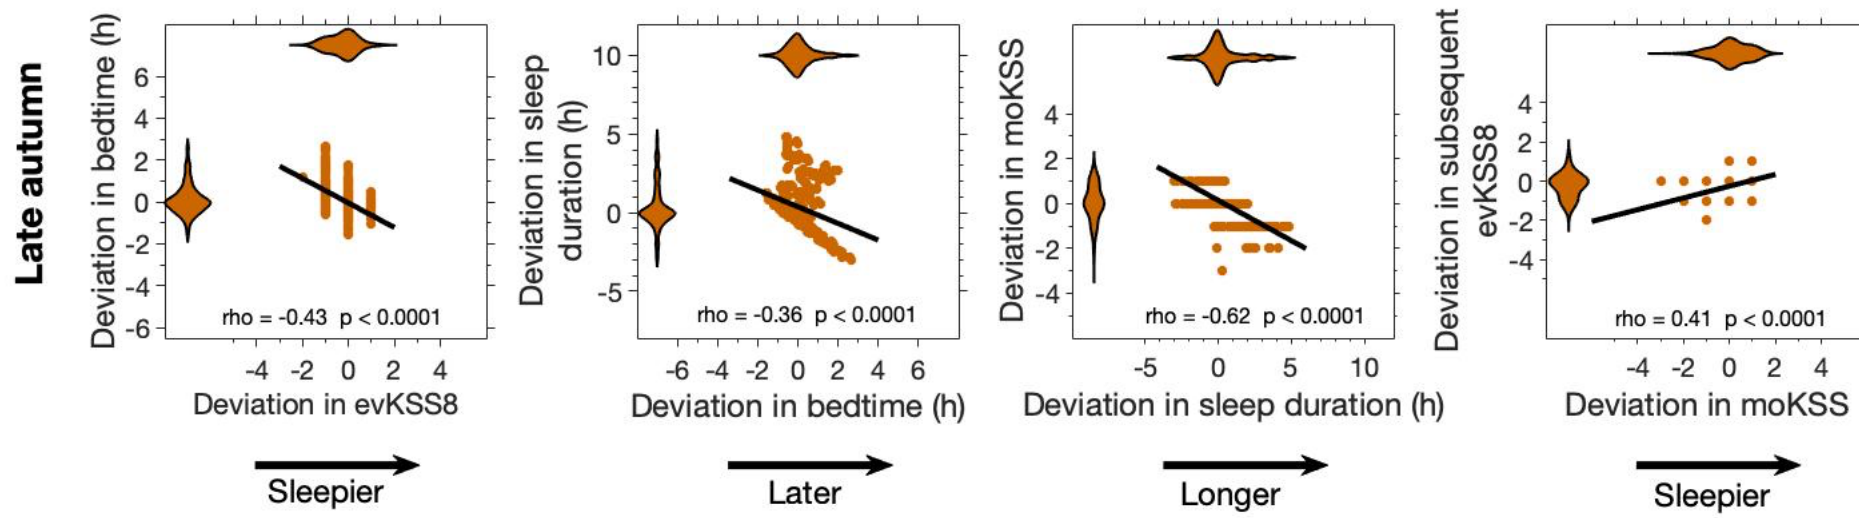 Late autumn
Deviation in bedtime (h)
6
4
2
0
-2
-4
-6
rho = -0.43 p < 0.0001
-4 -2 0 2 4
Deviation in evKSS8
Sleepier
Deviation in sleep
duration (h)
10
5
0
-5
rho = -0.36 p < 0.0001
-6 -4 -2 0 2 4 6
Deviation in bedtime (h)
Later
Deviation in moKSS
4
2
0
-2
-4
rho = -0.62 p < 0.0001
-5 0 5 10
Deviation in sleep duration (h)
Longer
Deviation in subsequent
evKSS8
4
2
0
-2
-4
rho = 0.41 p < 0.0001
-4 -2 0 2 4
Deviation in moKSS
Sleepier